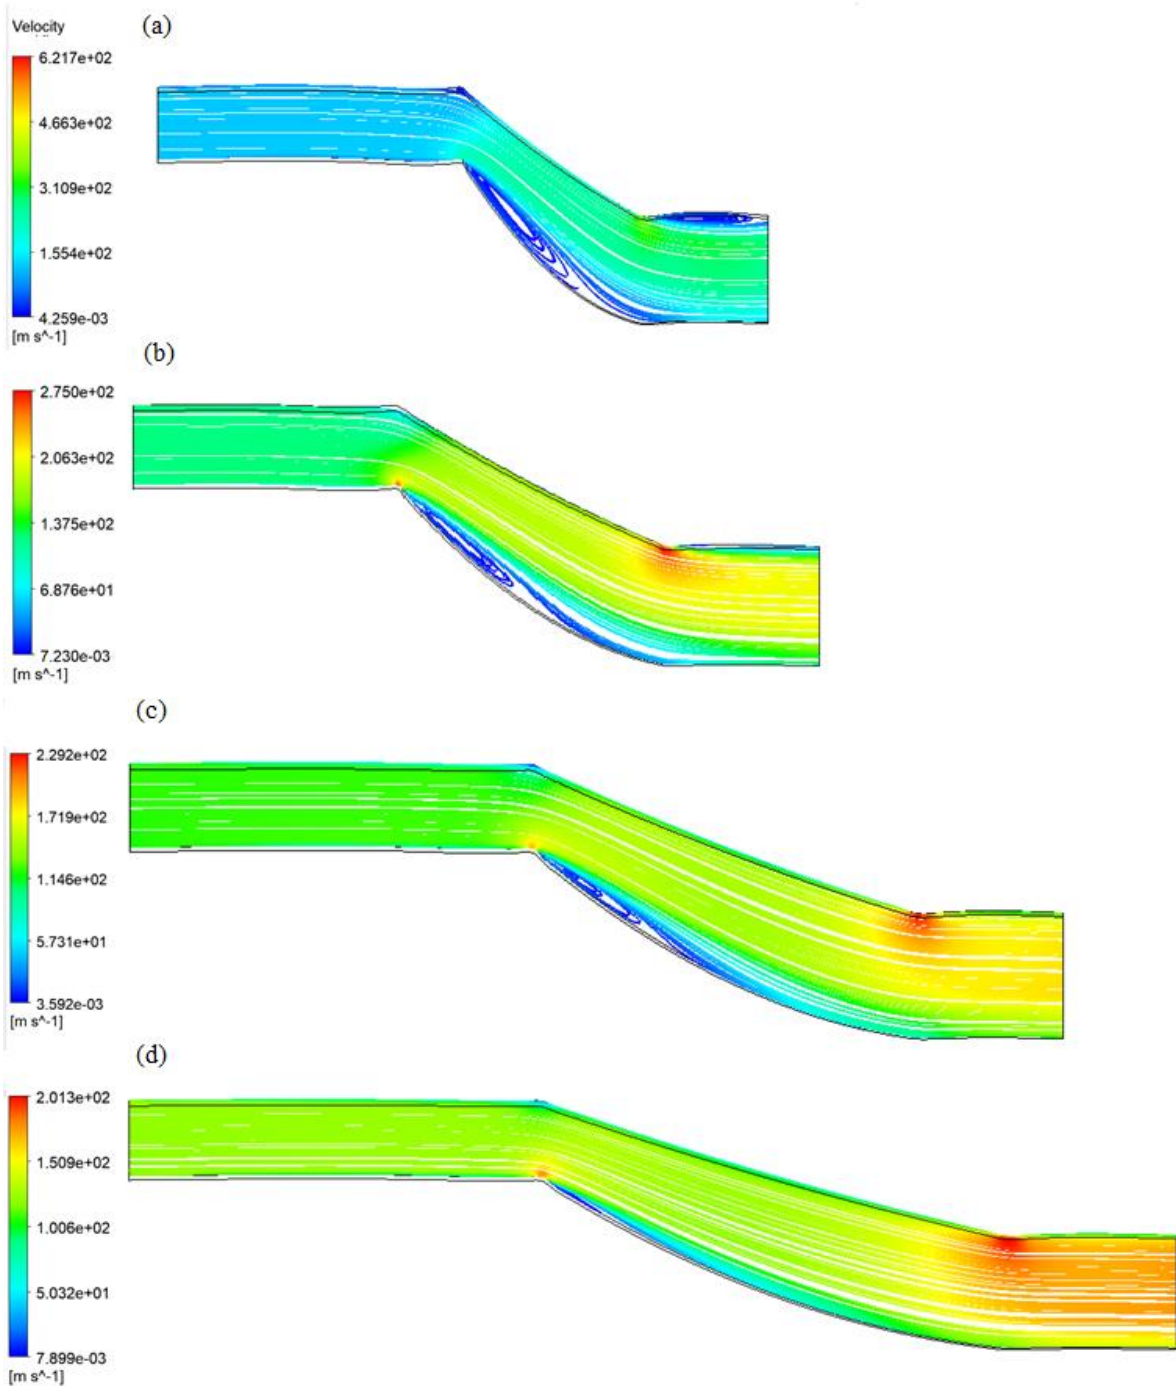 (a)
Velocity
6.217e+02
4.663e+02
3.109e+02
1.554e+02
4.259e-03
[m s^-1]
(b)
2.750e+02
2.063e+02
1.375e+02
6.876e+01
7.230e-03
[m s^-1]
(c)
2.292e+02
1.719e+02
1.146e+02
5.731e+01
3.592e-03
[m s^-1]
(d)
2.013e+02
1.509e+02
1.006e+02
5.032e+01
7.899e-03
[m s^-1]